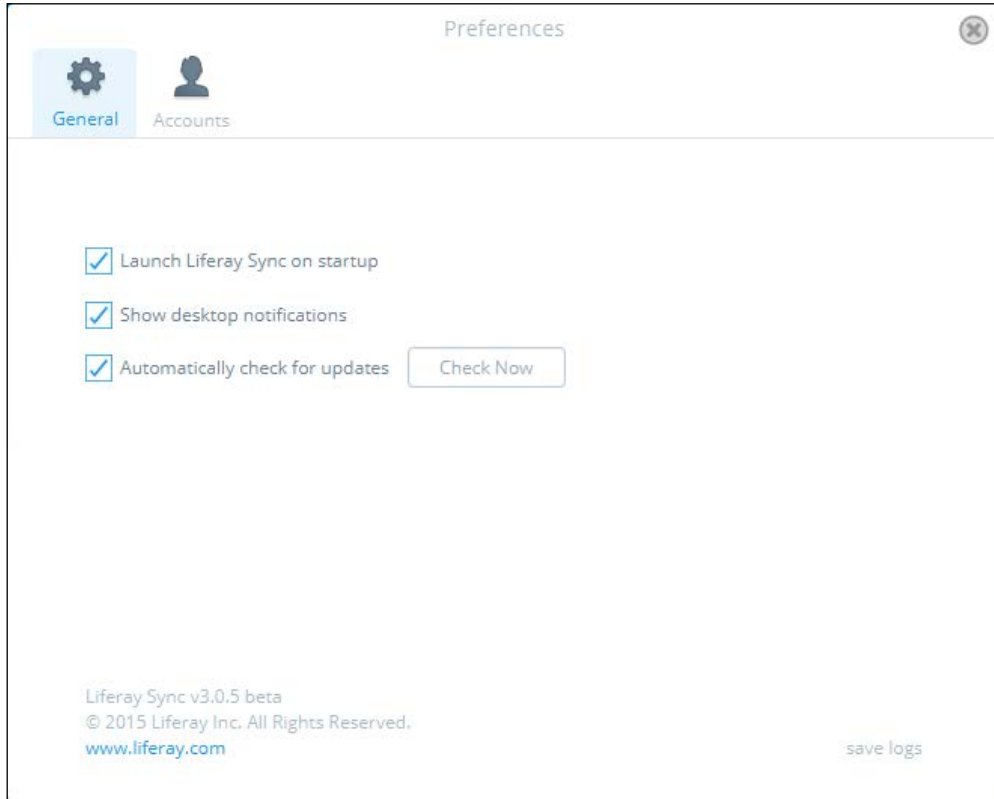 Preferences
General
Accounts
Launch Liferay Sync on startup
Show desktop notifications
Automatically check for updates
Check Now
Liferay Sync v3.0.5 beta
© 2015 Liferay Inc. All Rights Reserved.
www.liferay.com
save logs